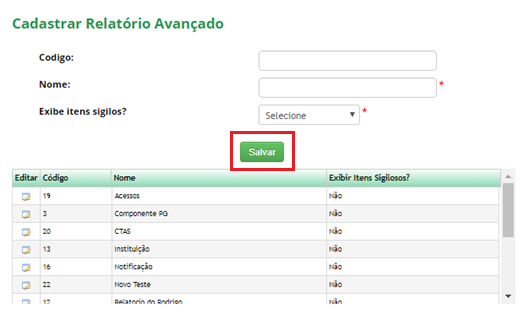 Cadastrar Relatório Avançado
Codigo:
Nome: *
Exibe itens sigilos? Selecione *
Salvar
Editar Código Nome Exibir Itens Sigilosos?
19 Acessos Não
3 Componente PG Não
20 CTAS Não
13 Instituição Não
16 Notificação Não
22 Novo Teste Não
12 Relatorio do Rodrigo Não